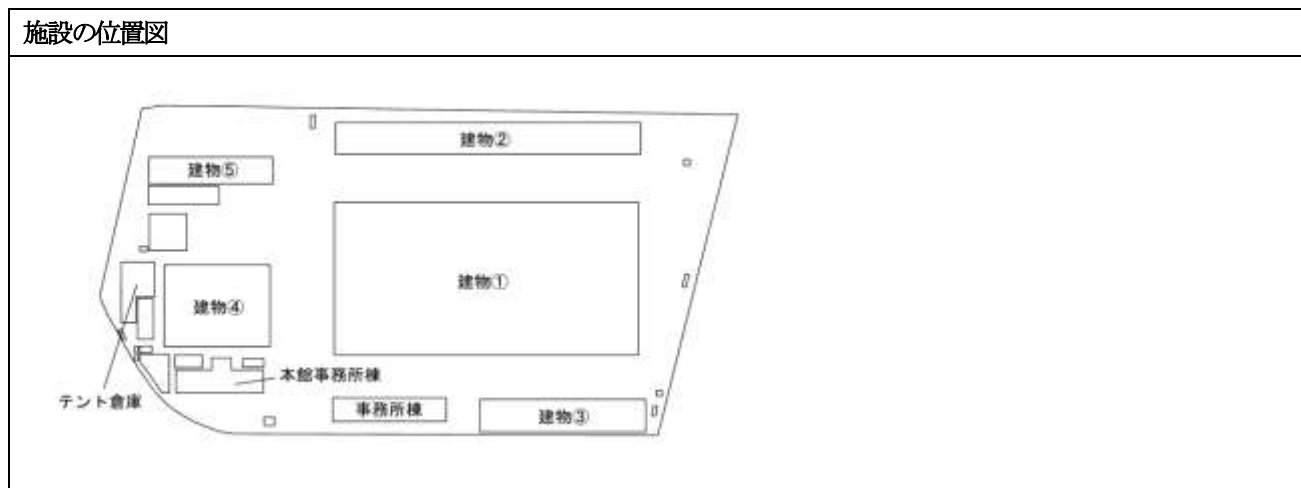 施設の位置図
建物②
建物⑤
建物①
建物④
本館事務所棟
テント倉庫
事務所棟
建物③